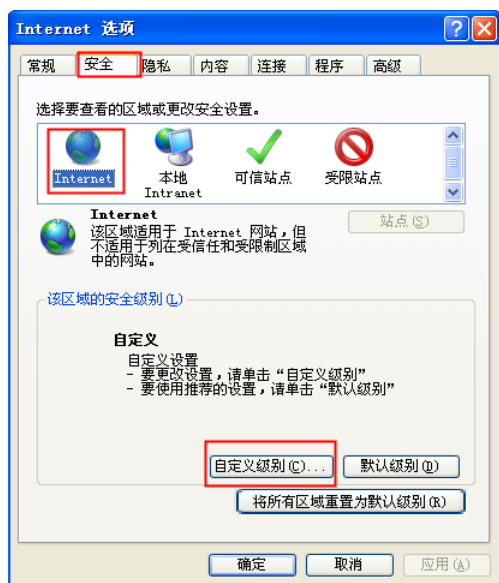 Internet 选项
常规 安全 隐私 内容 连接 程序 高级
选择要查看的区域或更改安全设置。
Internet 本地 Intranet 可信站点 受限站点
Internet
站点(S)
该区域适用于 Internet 网站，但
不适用于列在受信任和受限制区域
中的网站。
该区域的安全级别(L)
自定义
自定义设置
- 要更改设置，请单击“自定义级别”
- 要使用推荐的设置，请单击“默认级别”
自定义级别(C)... 默认级别(D)
将所有区域重置为默认级别(R)
确定 取消 应用(A)